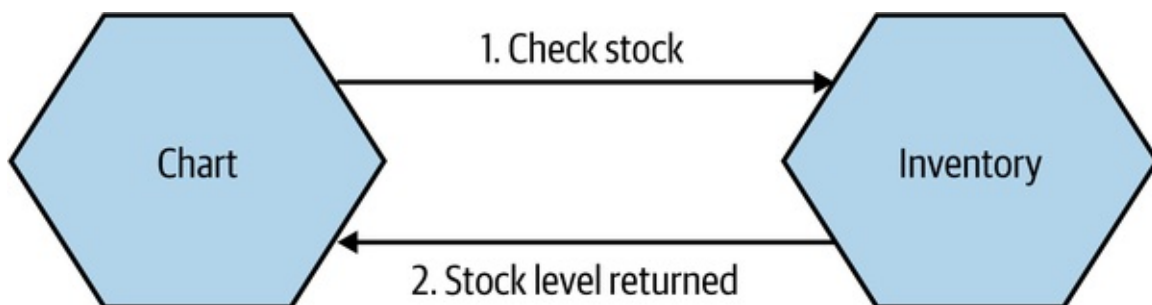 1. Check stock
Chart
Inventory
2. Stock level returned